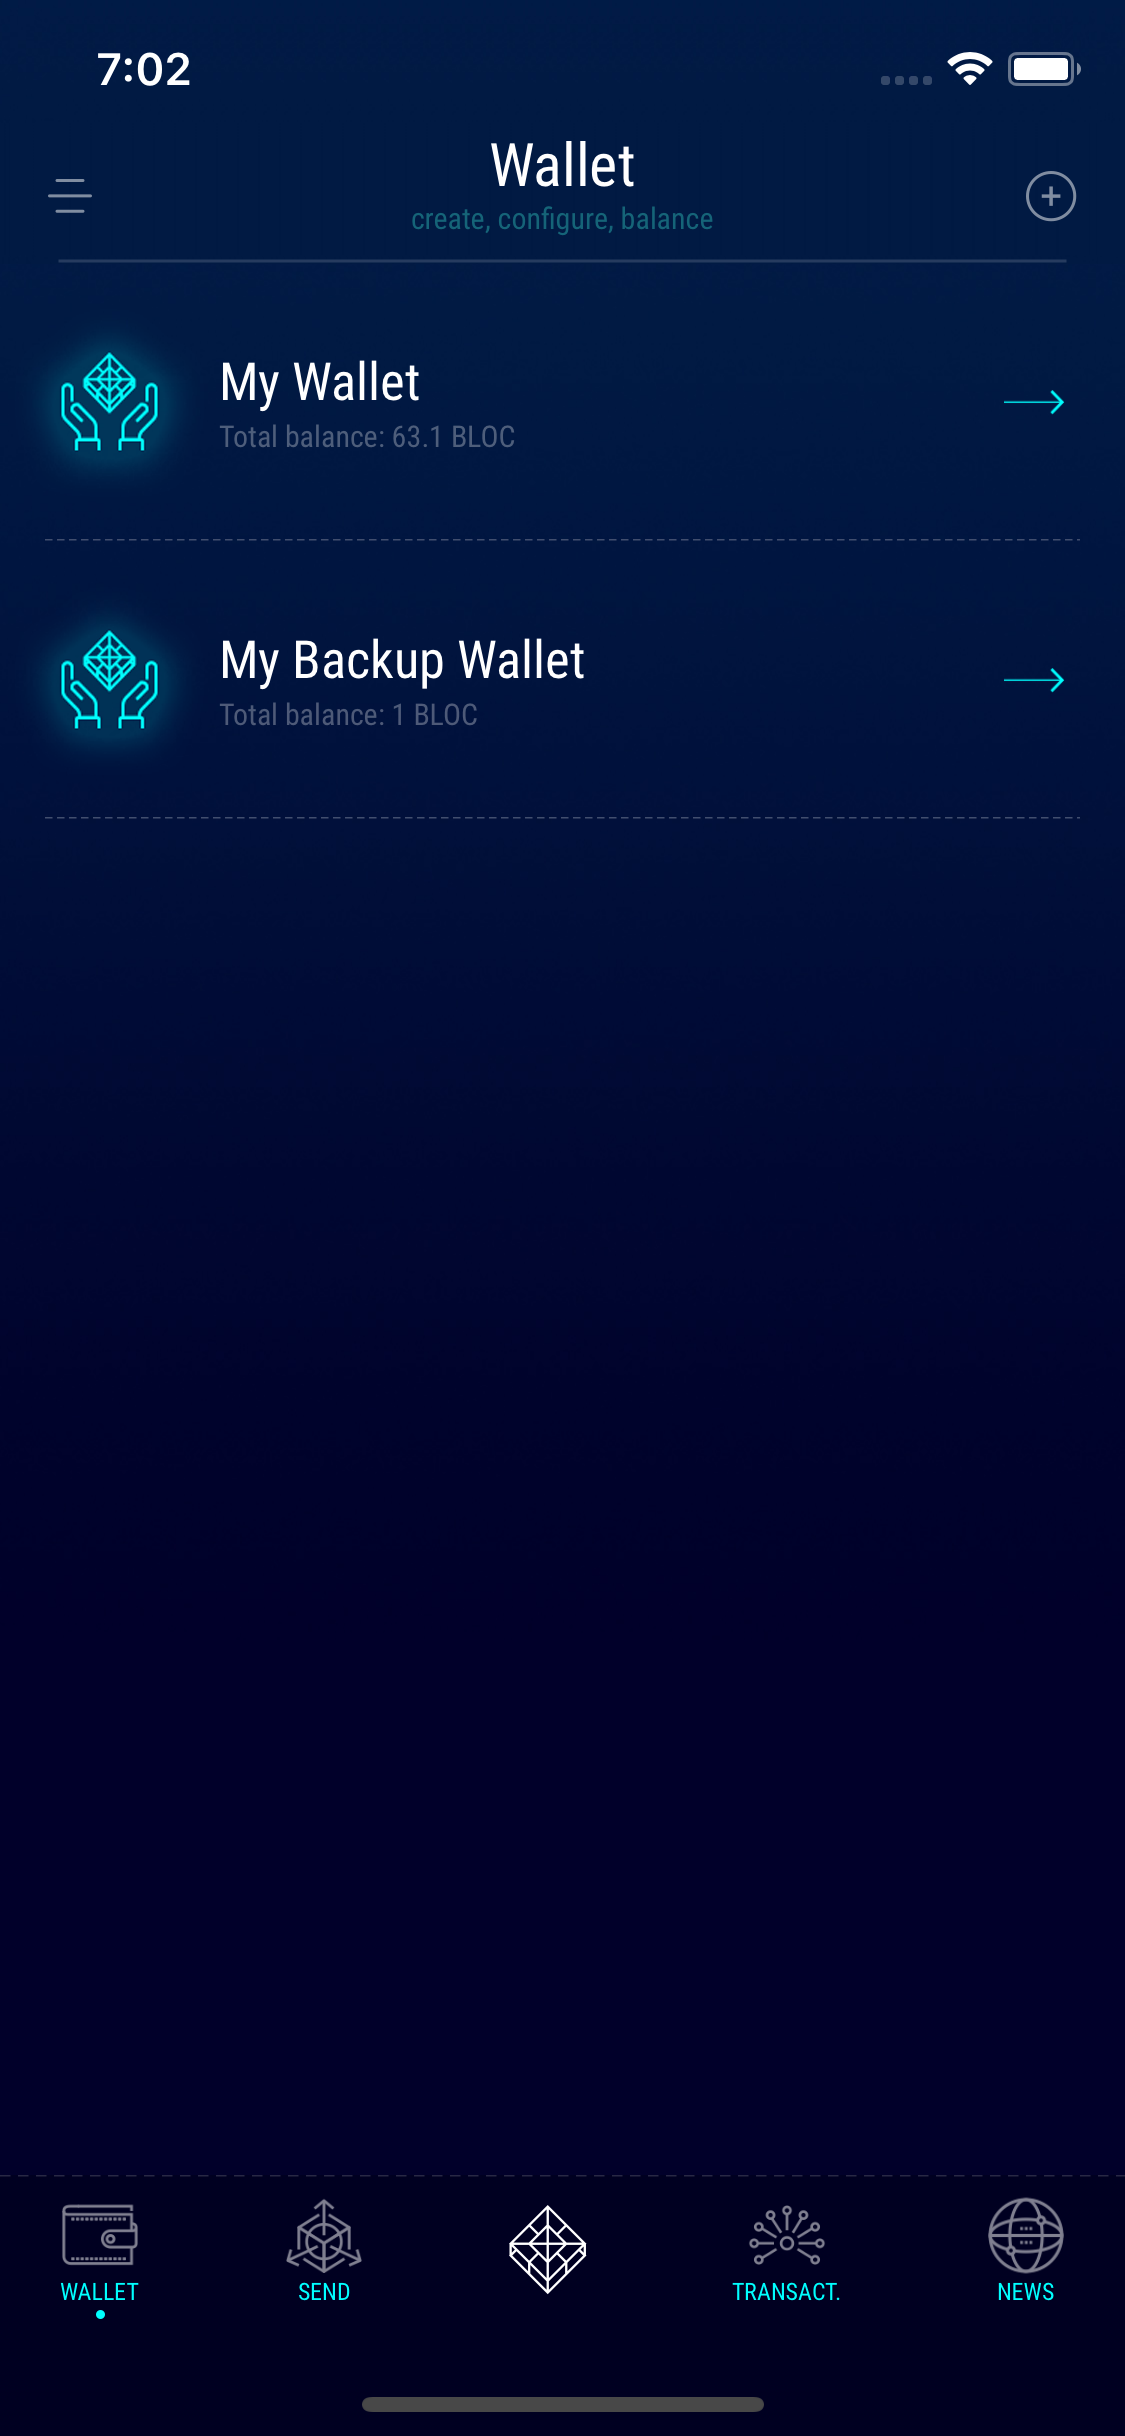 7:02
Wallet
create, configure, balance
My Wallet
Total balance: 63.1 BLOC
My Backup Wallet
Total balance: 1 BLOC
WALLET
SEND
TRANSACT.
NEWS